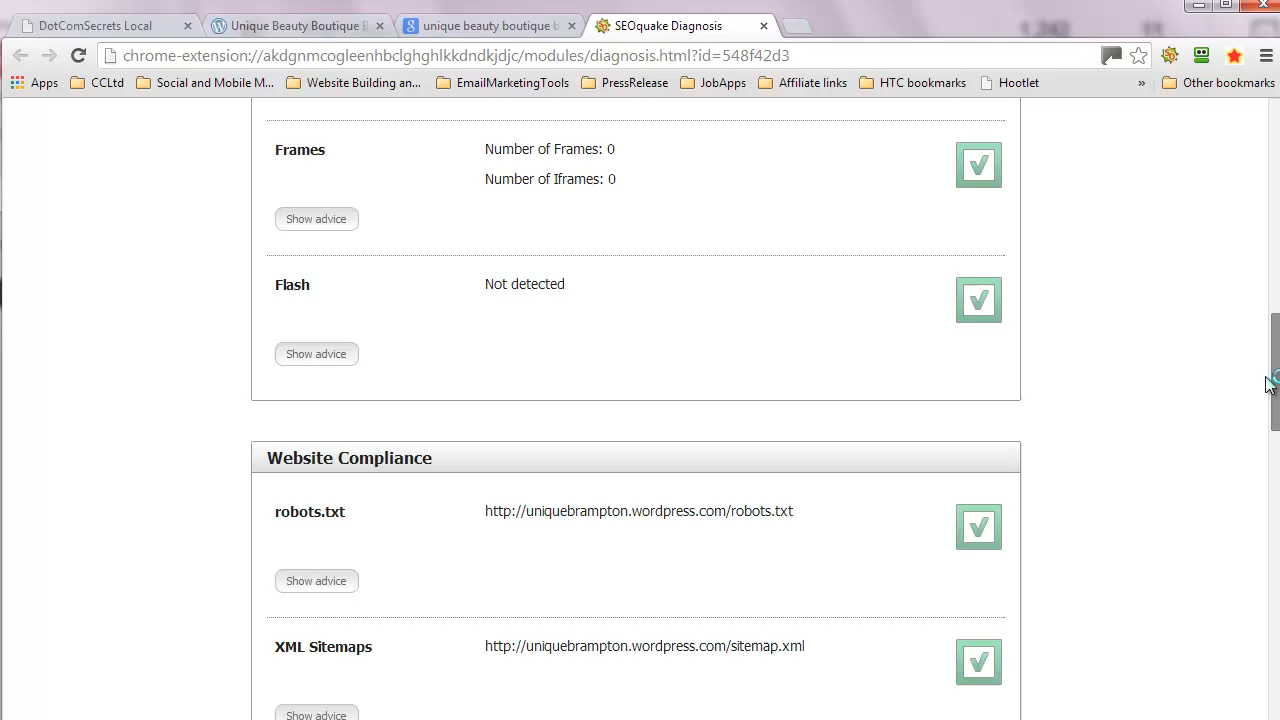 DotComSecrets Local
Unique Beauty Boutique B
unique beauty boutique b
SEOquake Diagnosis
chrome-extension://akdgnmcogleenhbclghghlkkdndkjdjc/modules/diagnosis.html?id=548f42d3
Apps CCLtd Social and Mobile M... Website Building an... EmailMarketingTools PressRelease JobApps Affiliate links HTC bookmarks Hootlet » Other bookmarks
Frames Number of Frames: 0
Number of Iframes: 0
Show advice
Flash Not detected
Show advice
Website Compliance
robots.txt http://uniquebrampton.wordpress.com/robots.txt
Show advice
XML Sitemaps http://uniquebrampton.wordpress.com/sitemap.xml
Show advice